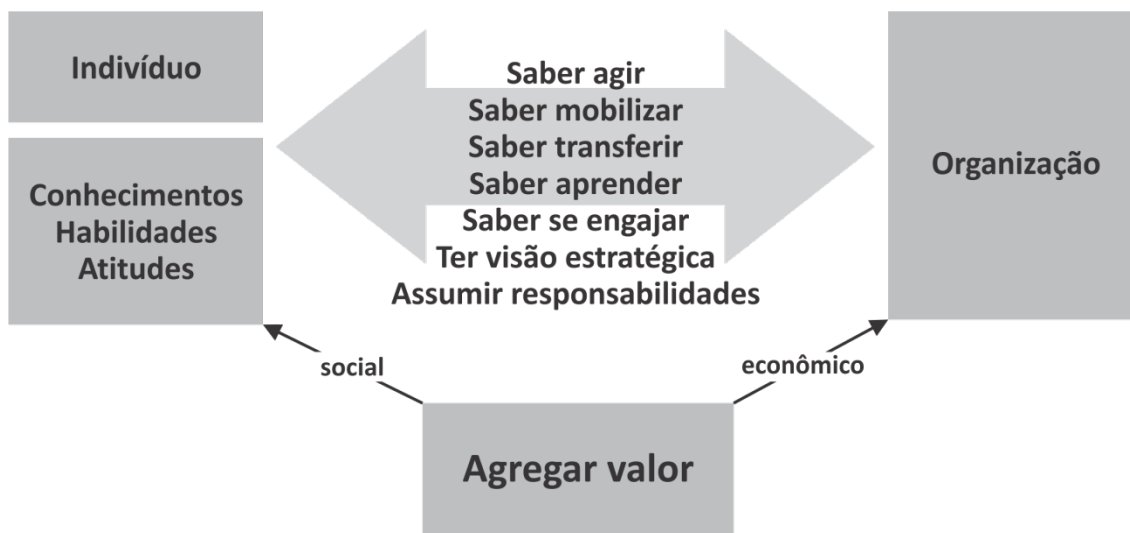 Indivíduo
Conhecimentos
Habilidades
Atitudes
Saber agir
Saber mobilizar
Saber transferir
Saber aprender
Saber se engajar
Ter visão estratégica
Assumir responsabilidades
Organização
social
econômico
Agregar valor